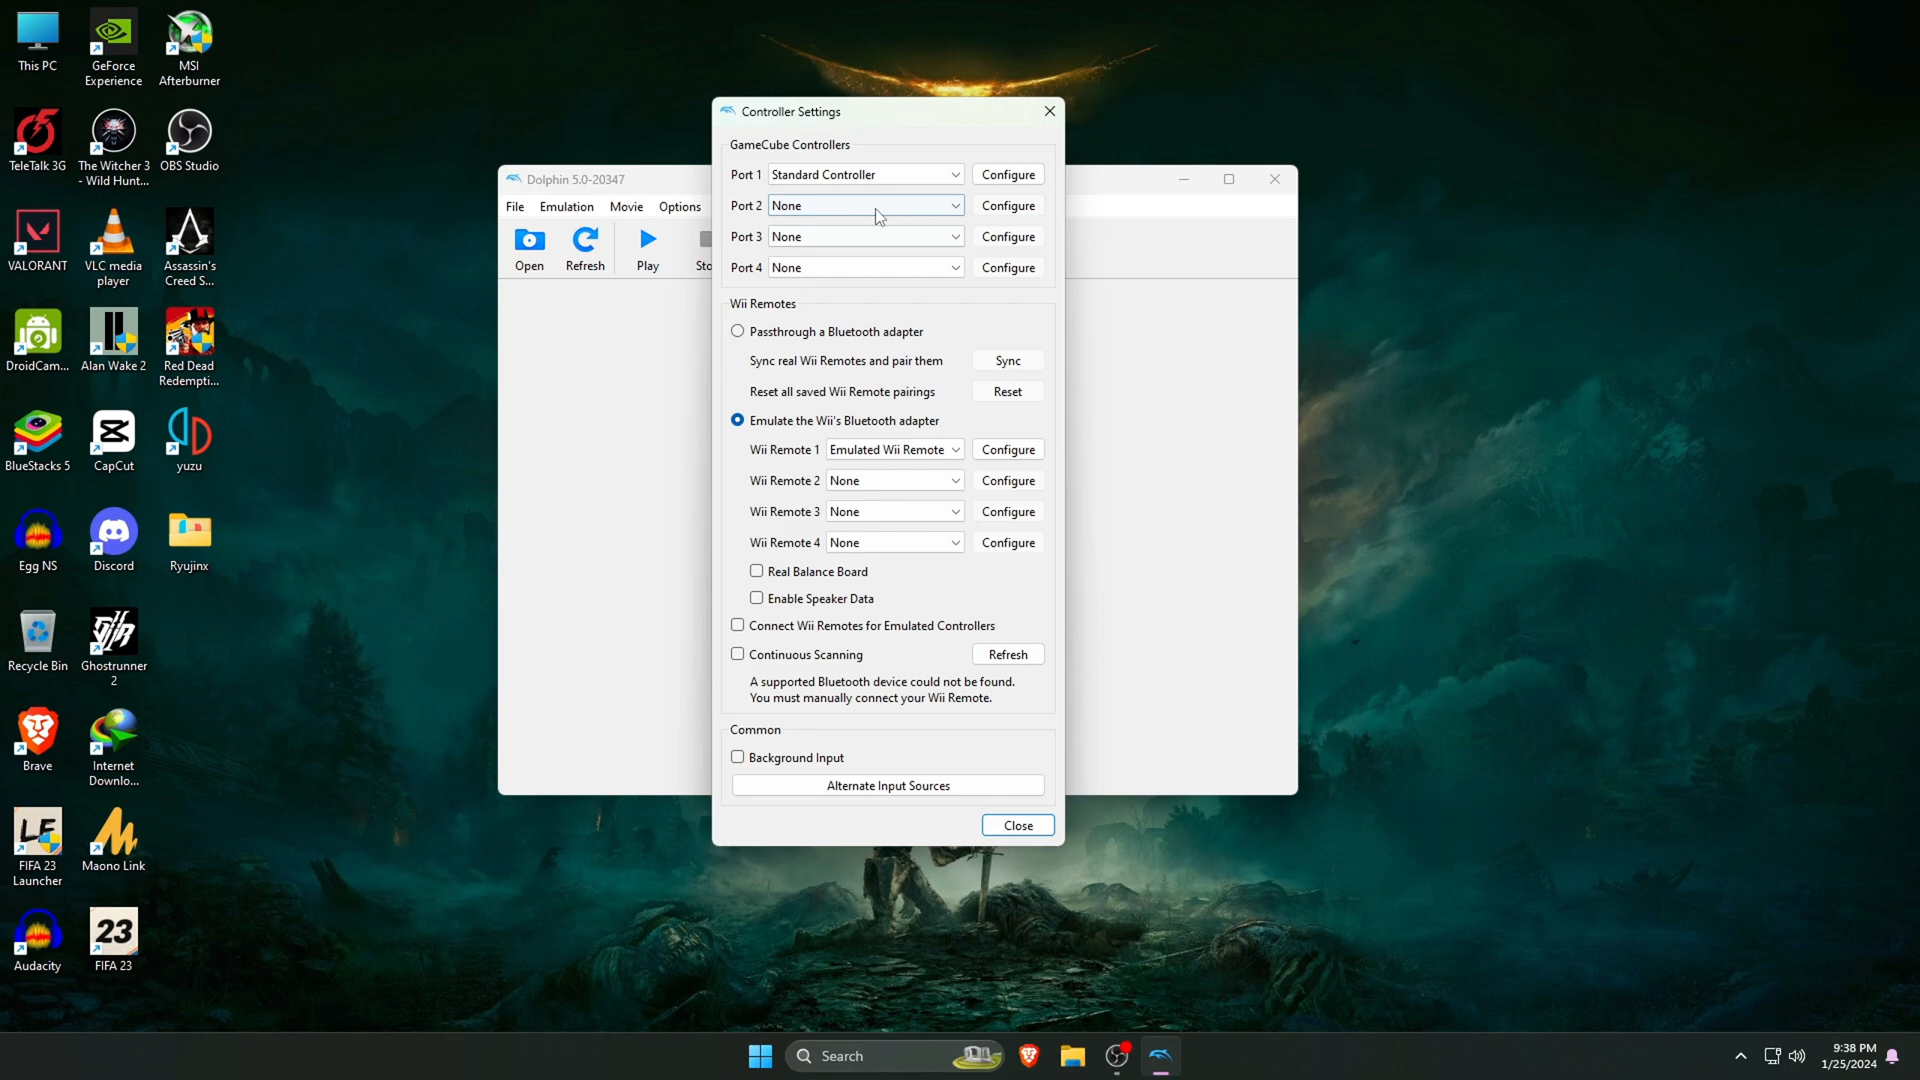 This PC
GeForce
Experience
MSI
Afterburner
TeleTalk 3G
The Witcher 3
- Wild Hunt...
OBS Studio
VALORANT
VLC media
player
Assassin's
Creed S...
DroidCam...
Alan Wake 2
Red Dead
Redempti...
BlueStacks 5
CapCut
yuzu
Egg NS
Discord
Ryujinx
Recycle Bin
Ghostrunner
2
Brave
Internet
Downlo...
LE
FIFA 23
Launcher
Maono Link
Audacity
23
FIFA 23
Dolphin 5.0-20347
File Emulation Movie Options
Open Refresh Play Sto
Controller Settings
GameCube Controllers
Port 1 Standard Controller Configure
Port 2 None Configure
Port 3 None Configure
Port 4 None Configure
Wii Remotes
Passthrough a Bluetooth adapter
Sync real Wii Remotes and pair them Sync
Reset all saved Wii Remote pairings Reset
Emulate the Wii's Bluetooth adapter
Wii Remote 1 Emulated Wii Remote Configure
Wii Remote 2 None Configure
Wii Remote 3 None Configure
Wii Remote 4 None Configure
Real Balance Board
Enable Speaker Data
Connect Wii Remotes for Emulated Controllers
Continuous Scanning Refresh
A supported Bluetooth device could not be found.
You must manually connect your Wii Remote.
Common
Background Input
Alternate Input Sources
Close
Search
9:38 PM
1/25/2024